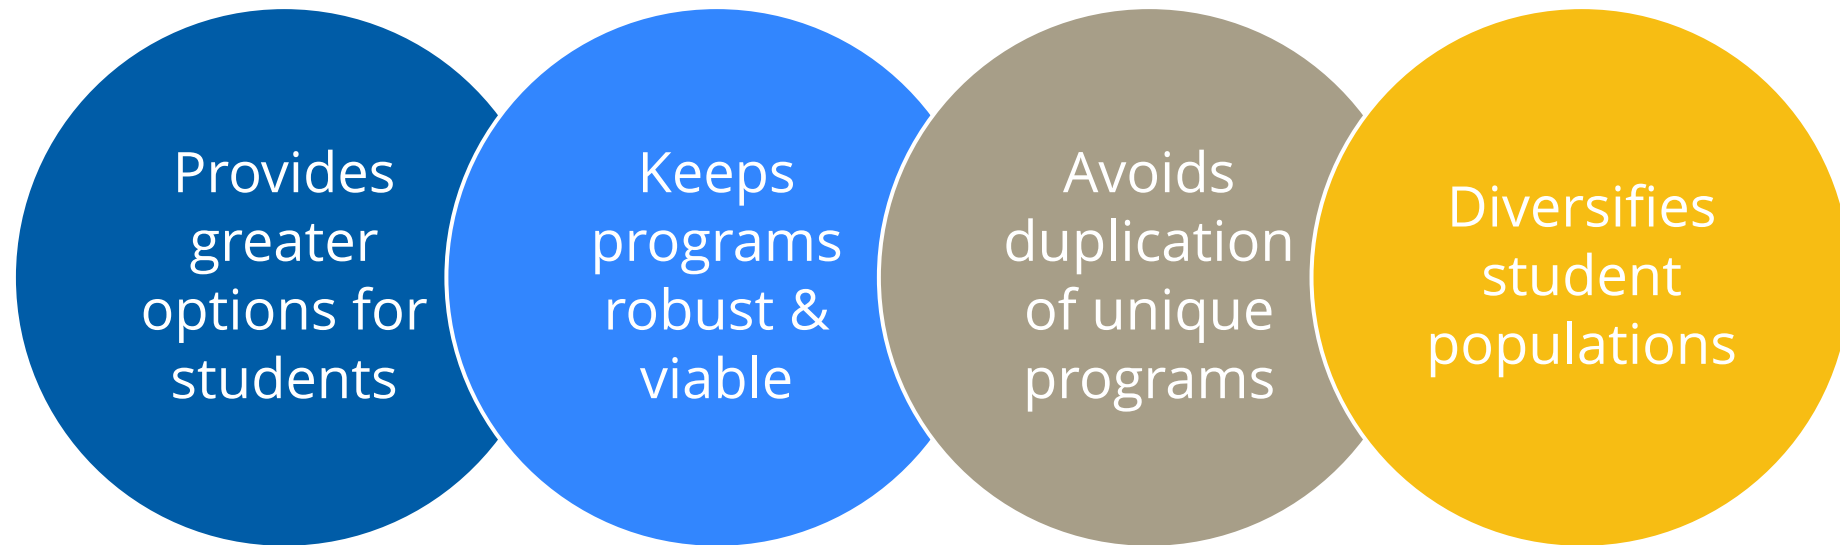 Provides
greater
options for
students
Keeps
programs
robust &
viable
Avoids
duplication
of unique
programs
Diversifies
student
populations